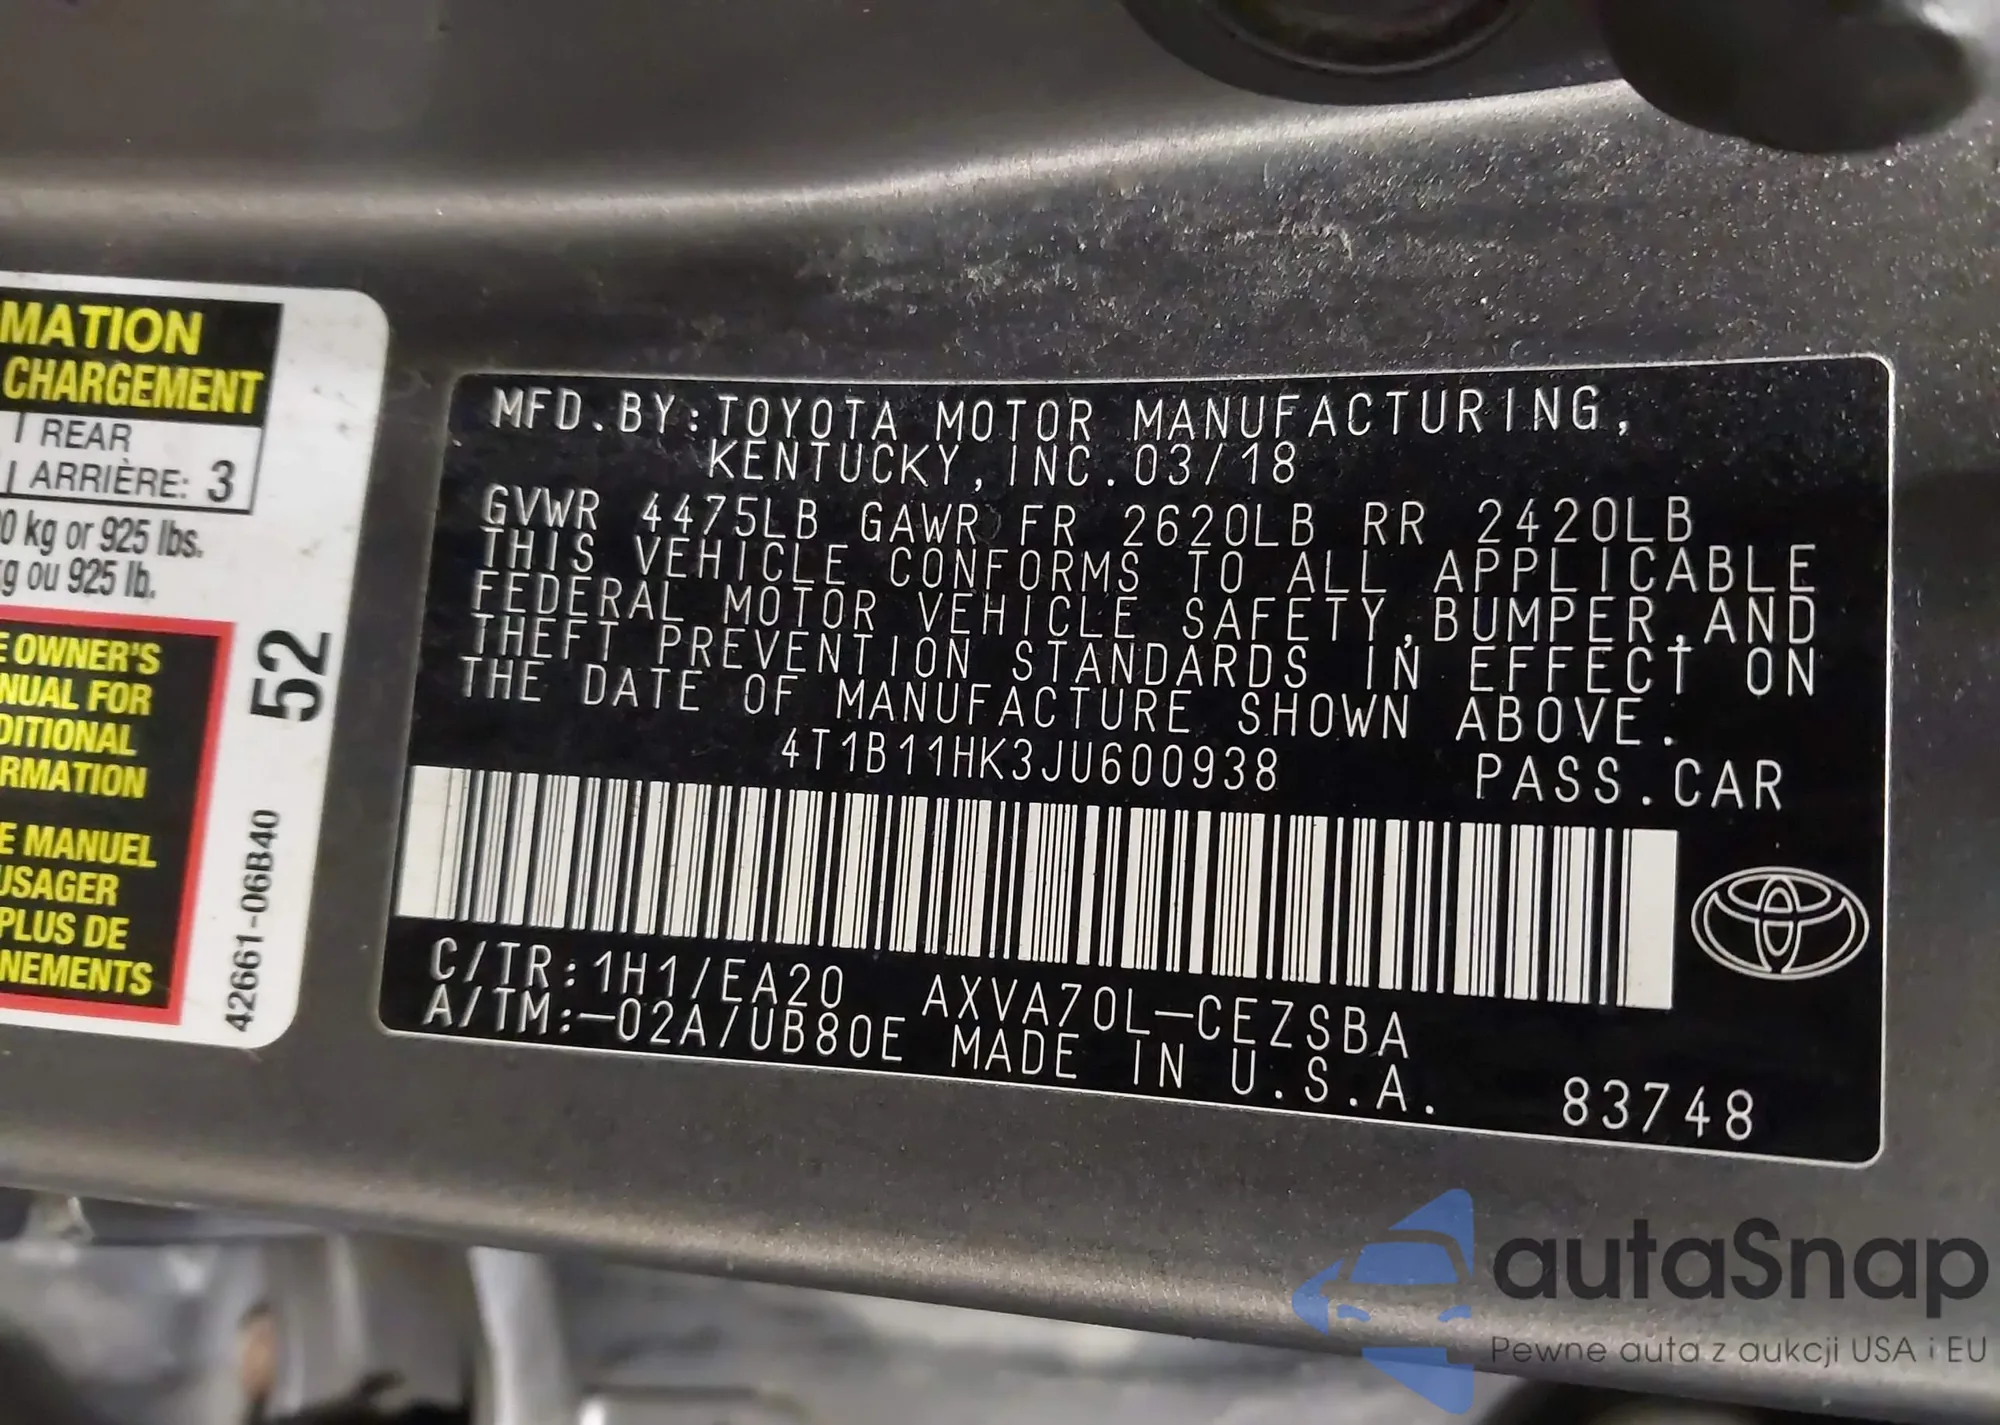 MATION
CHARGEMENT
REAR
ARRIÈRE: 3
0 kg or 925 lbs.
g ou 925 lb.
E OWNER'S
NUAL FOR
DITIONAL
RMATION
E MANUEL
USAGER
PLUS DE
NEMENTS
52
42661-06B40
MFD.BY:TOYOTA MOTOR MANUFACTURING,
KENTUCKY,INC.03/18
GVWR 4475LB GAWR FR 2620LB RR 2420LB
THIS VEHICLE CONFORMS TO ALL APPLICABLE
FEDERAL MOTOR VEHICLE SAFETY,BUMPER,AND
THEFT PREVENTION STANDARDS IN EFFECT ON
THE DATE OF MANUFACTURE SHOWN ABOVE.
4T1B11HK3JU600938 PASS.CAR
C/TR:1H1/EA20 AXVA70L-CEZSBA
A/TM:-02A/UB80E MADE IN U.S.A.
83748
autaSnap
Pewne auta z aukcji USA i EU